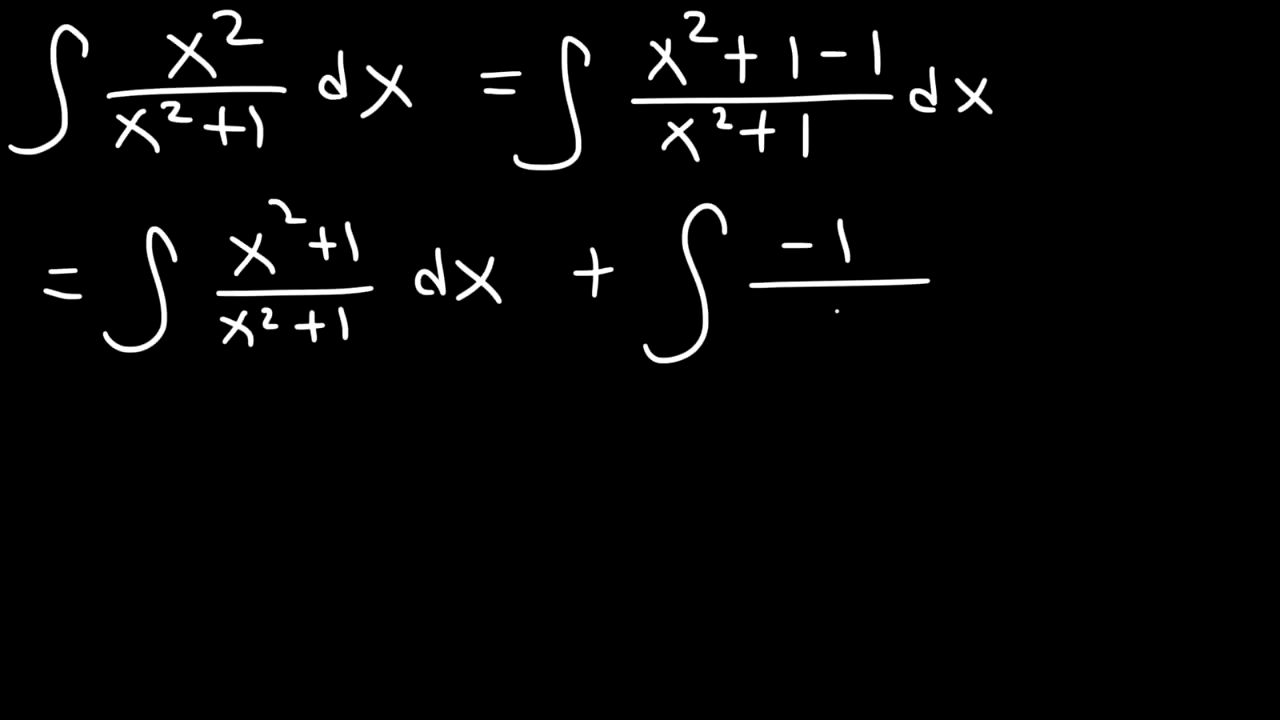 ∫ x²/(x²+1) dx = ∫ (x²+1-1)/(x²+1) dx
= ∫ (x²+1)/(x²+1) dx + ∫ -1/